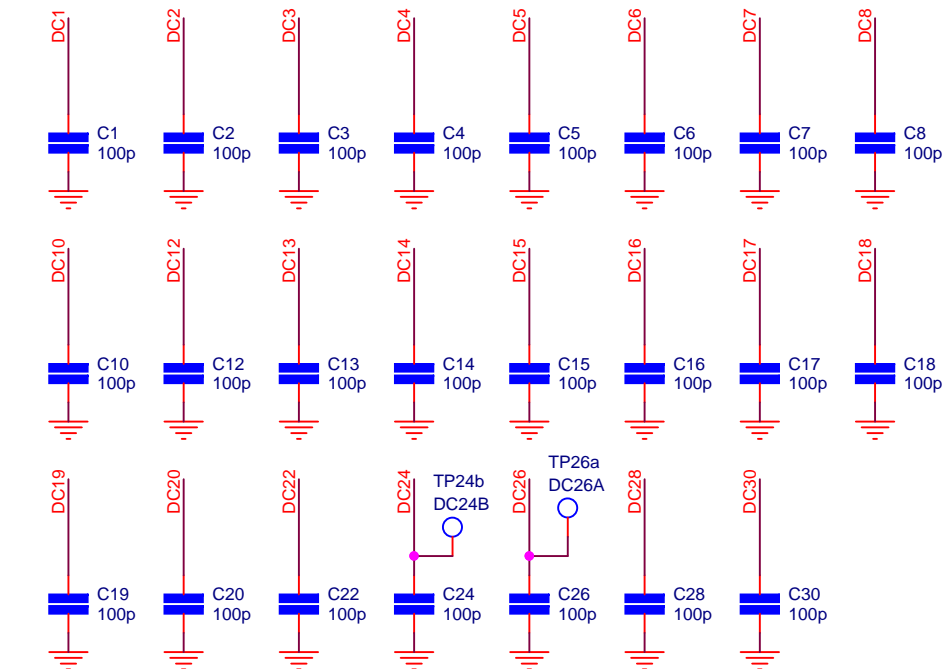 DC1
DC2
DC3
DC4
DC5
DC6
DC7
DC8
C1
100p
C2
100p
C3
100p
C4
100p
C5
100p
C6
100p
C7
100p
C8
100p
DC10
DC12
DC13
DC14
DC15
DC16
DC17
DC18
C10
100p
C12
100p
C13
100p
C14
100p
C15
100p
C16
100p
C17
100p
C18
100p
DC19
DC20
DC22
DC24
TP24b
DC24B
DC26
TP26a
DC26A
DC28
DC30
C19
100p
C20
100p
C22
100p
C24
100p
C26
100p
C28
100p
C30
100p